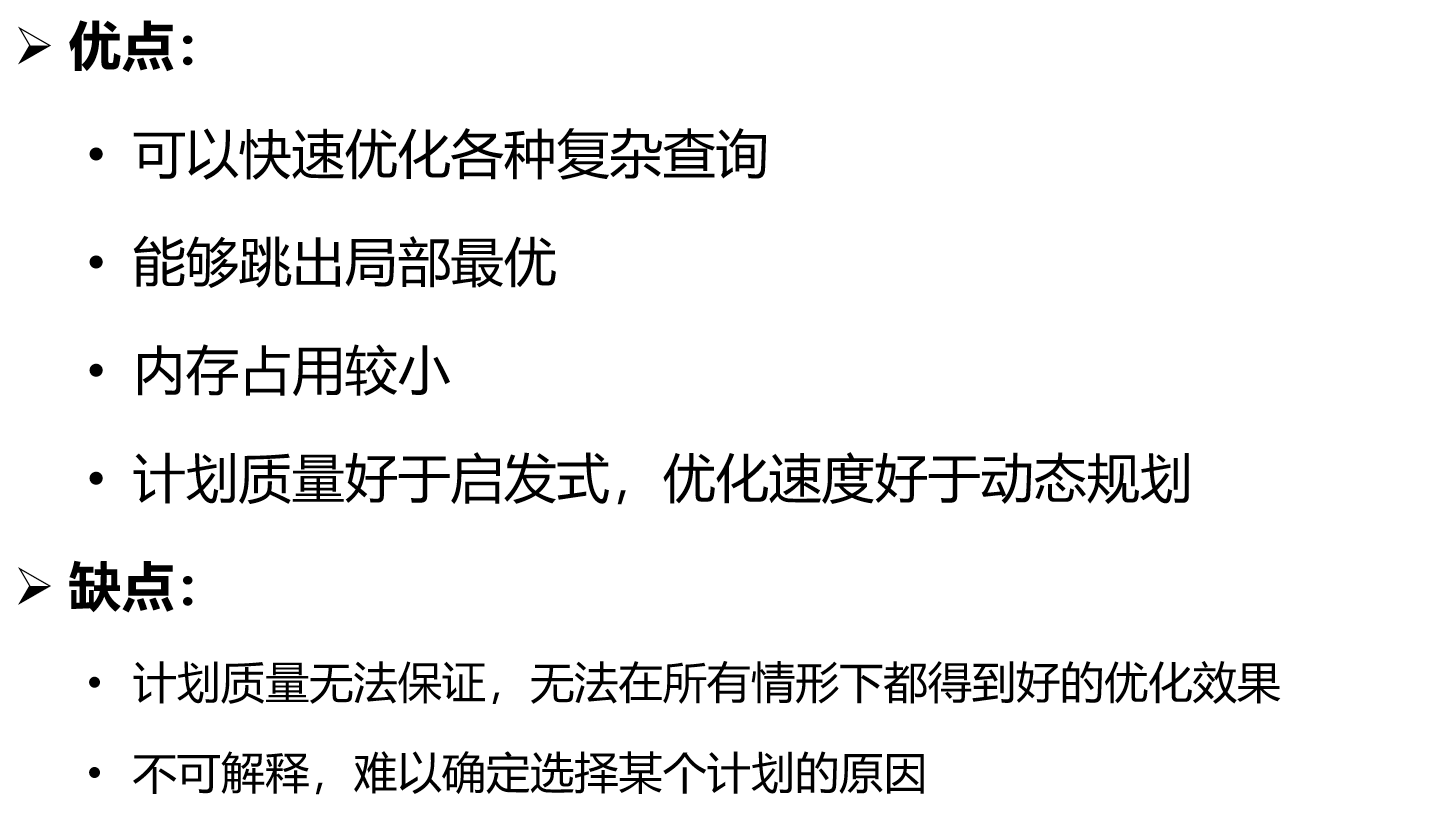 ➢ 优点：
• 可以快速优化各种复杂查询
• 能够跳出局部最优
• 内存占用较小
• 计划质量好于启发式，优化速度好于动态规划
➢ 缺点：
• 计划质量无法保证，无法在所有情形下都得到好的优化效果
• 不可解释，难以确定选择某个计划的原因